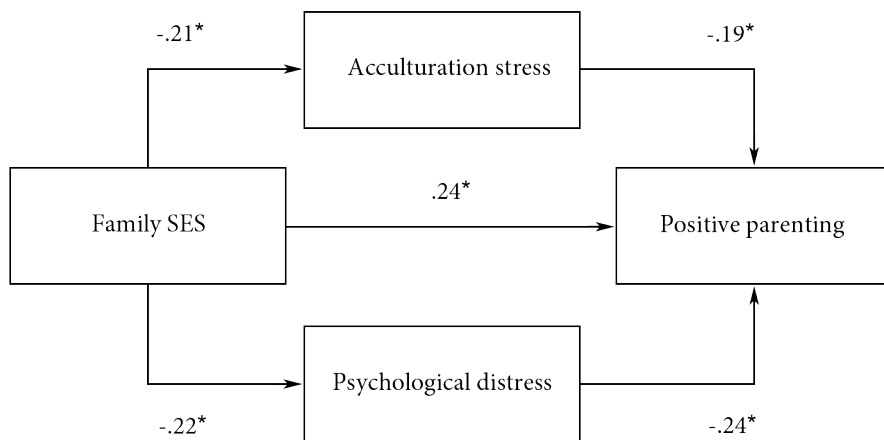 -.21*
-.19*
Acculturation stress
.24*
Family SES
Positive parenting
Psychological distress
-.22*
-.24*